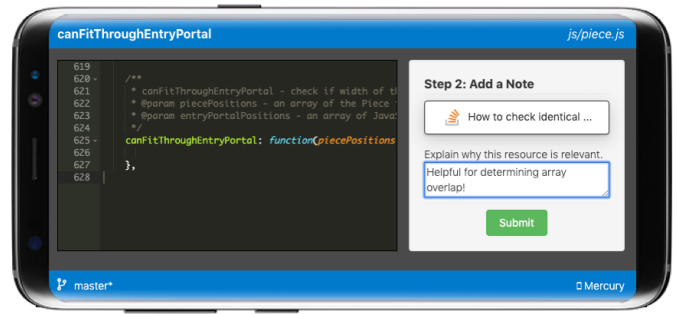 canFitThroughEntryPortal
js/piece.js
619
620 /**
621 * canFitThroughEntryPortal - check if width of th
622 * @param piecePositions - an array of the Piece
623 * @param entryPortalPositions - an array of Java
624 */
625 canFitThroughEntryPortal: function(piecePositions
626
627 },
628
Step 2: Add a Note
How to check identical ...
Explain why this resource is relevant.
Helpful for determining array
overlap!
Submit
master*
Mercury